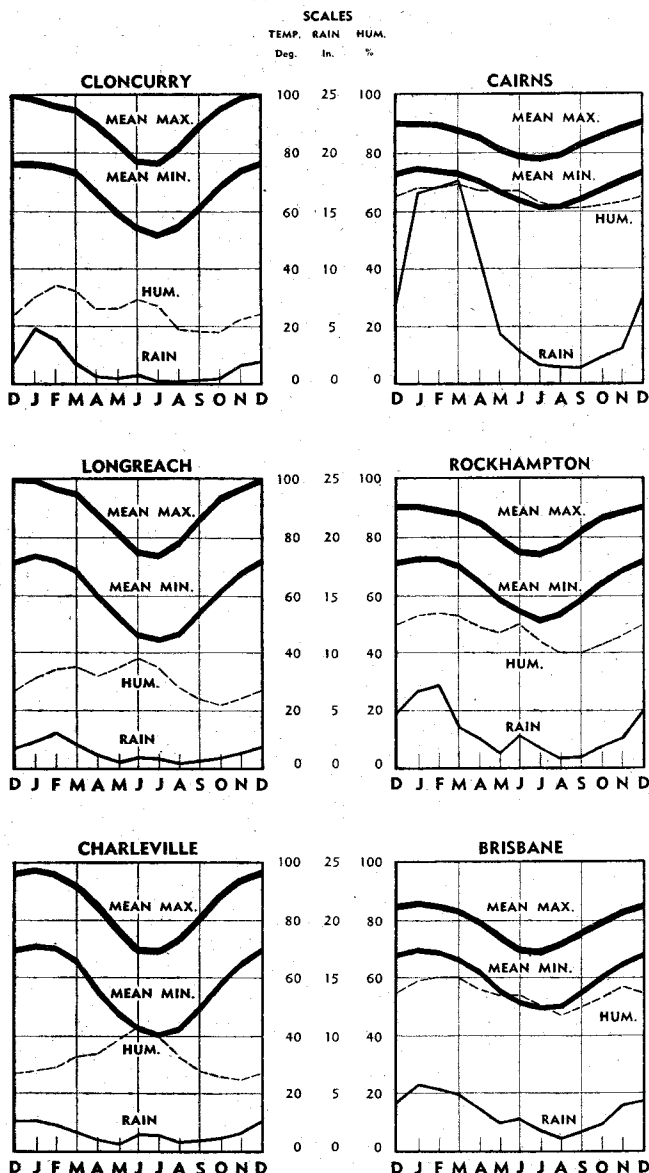 SCALES
TEMP. RAIN HUM.
Deg. In. %
CLONCURRY
CAIRNS
100 25 100
MEAN MAX.
MEAN MAX.
80 20 80
MEAN MIN.
MEAN MIN.
60 15 60
HUM.
40 10 40
HUM.
20 5 20
RAIN
RAIN
0 0 0
D J F M A M J J A S O N D
D J F M A M J J A S O N D
LONGREACH
ROCKHAMPTON
100 25 100
MEAN MAX.
MEAN MAX.
80 20 80
MEAN MIN.
MEAN MIN.
60 15 60
40 10 40
HUM.
HUM.
20 5 20
RAIN
RAIN
0 0 0
D J F M A M J J A S O N D
D J F M A M J J A S O N D
CHARLEVILLE
BRISBANE
100 25 100
MEAN MAX.
MEAN MAX.
80 20 80
MEAN MIN.
MEAN MIN.
60 15 60
HUM.
40 10 40
HUM.
20 5 20
RAIN
RAIN
0 0 0
D J F M A M J J A S O N D
D J F M A M J J A S O N D